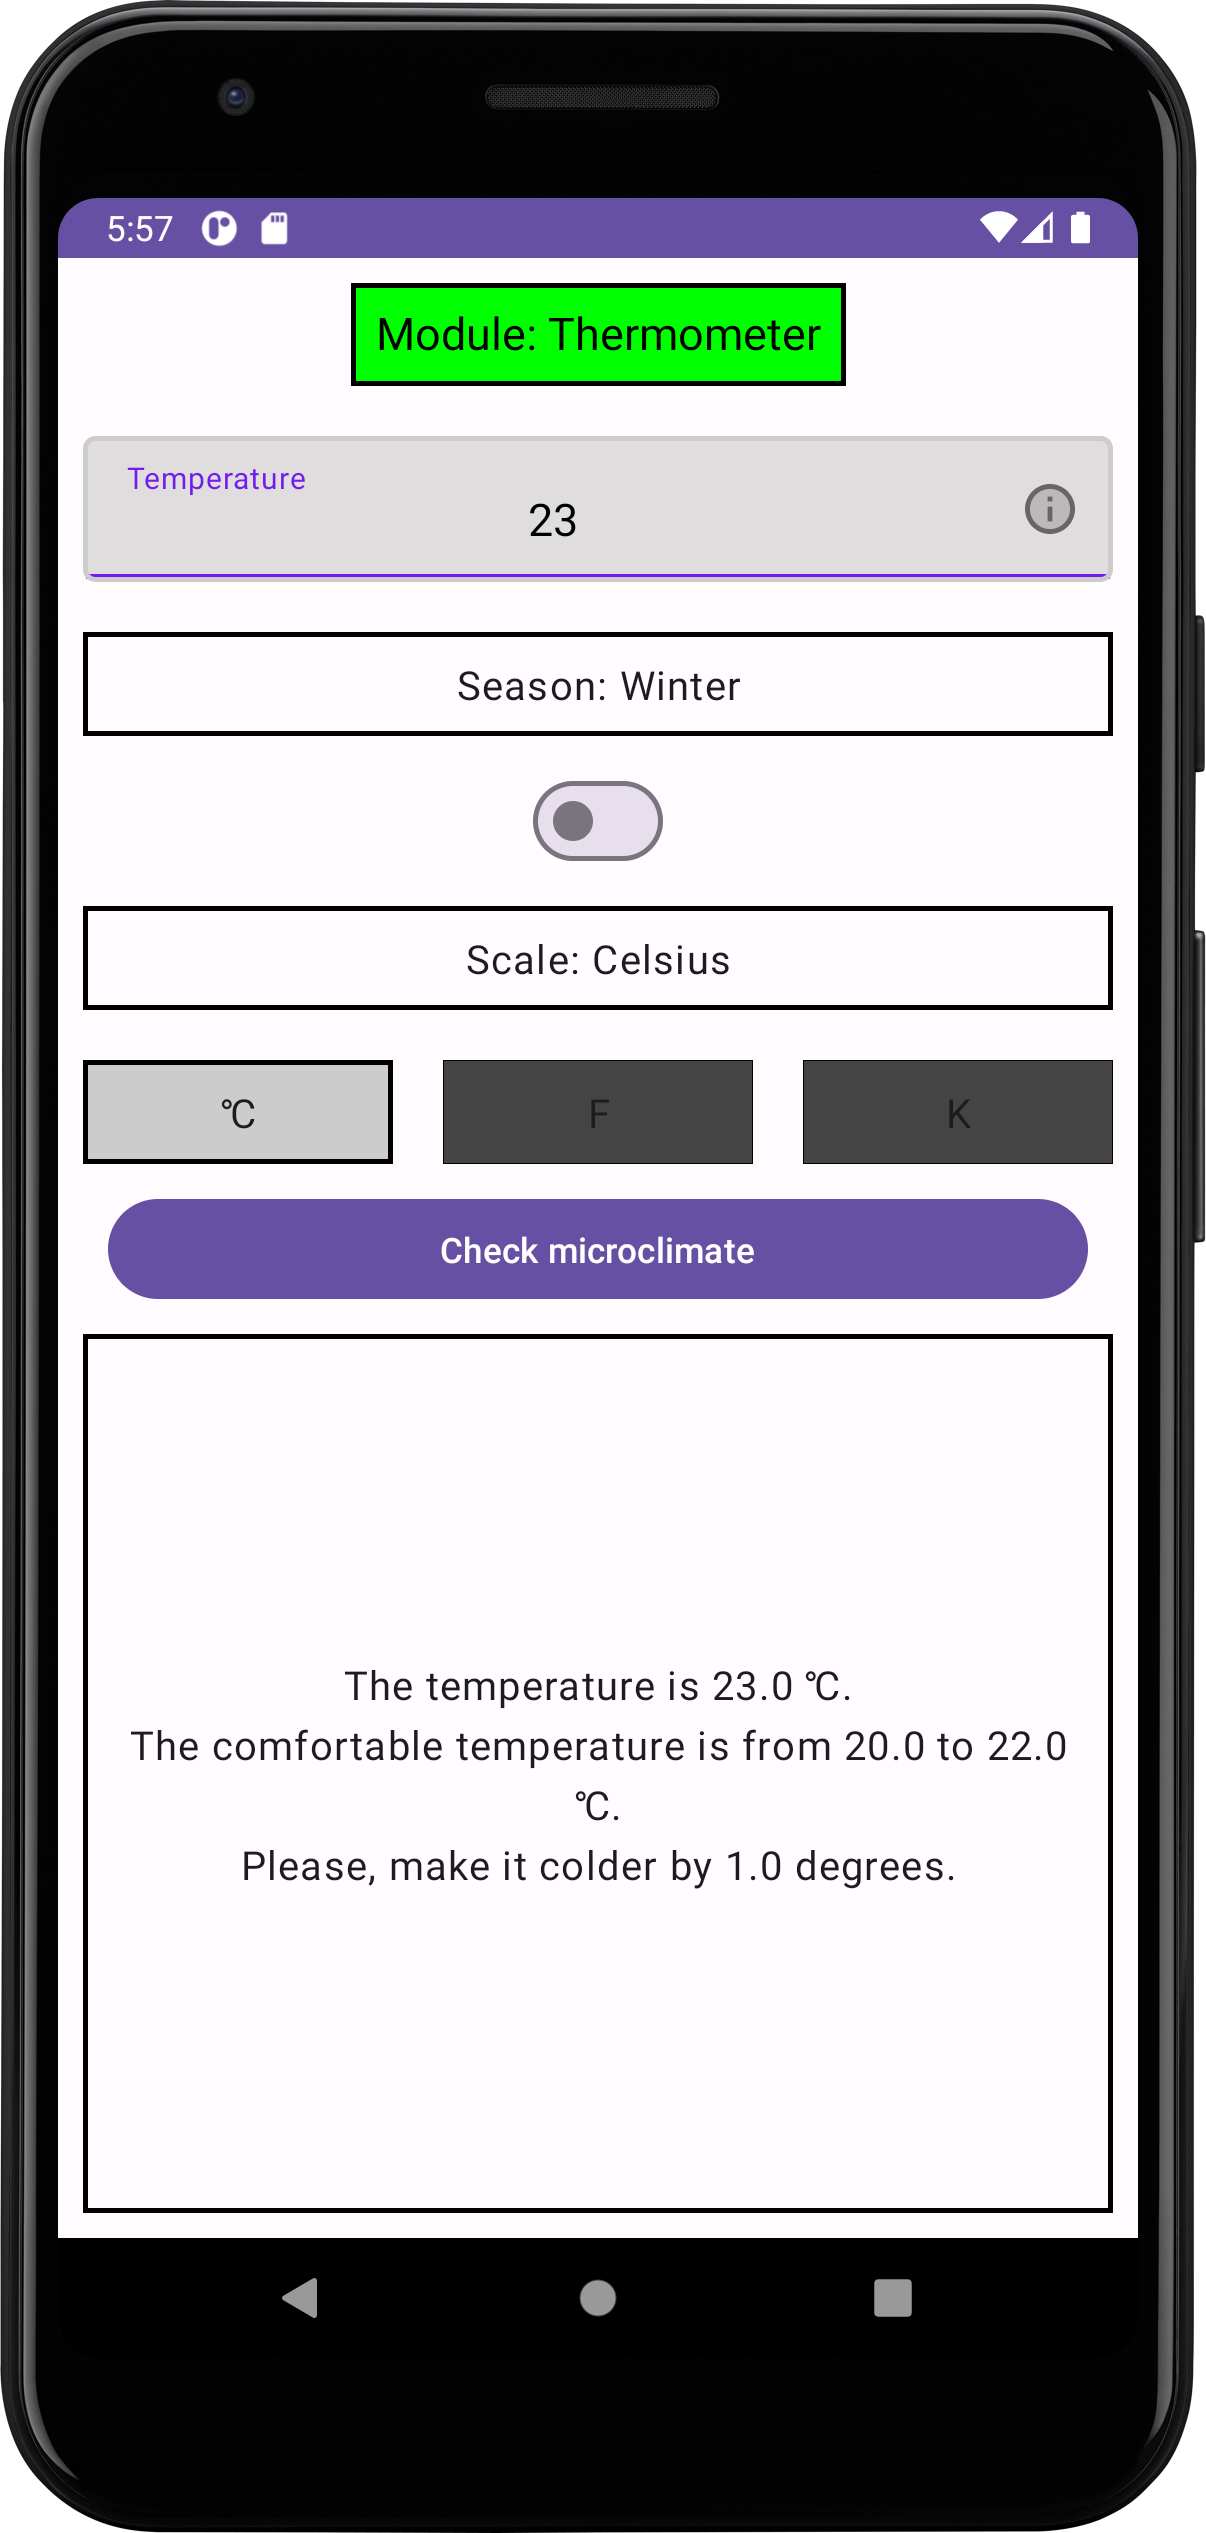 5:57
Module: Thermometer
Temperature
23
Season: Winter
Scale: Celsius
℃
F
K
Check microclimate
The temperature is 23.0 ℃.
The comfortable temperature is from 20.0 to 22.0
℃.
Please, make it colder by 1.0 degrees.